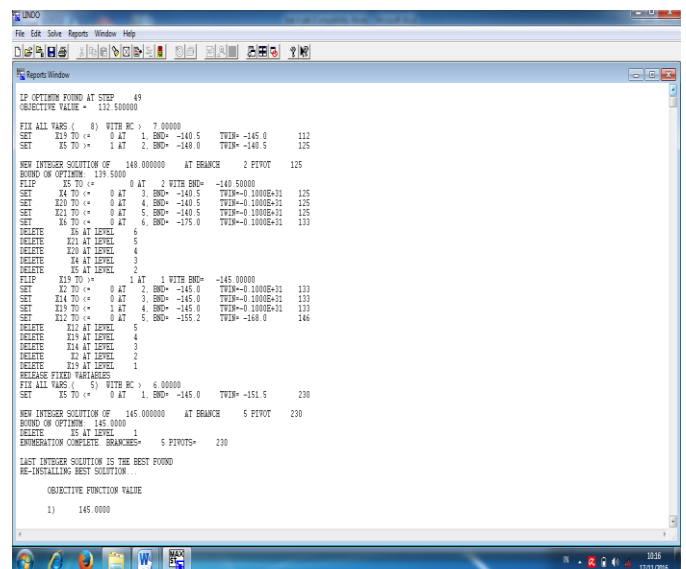 LINDO
File Edit Solve Reports Window Help
Reports Window
LP OPTIMUM FOUND AT STEP 49
OBJECTIVE VALUE = 132.500000
FIX ALL VARS.( 8) WITH RC > 7.00000
SET X19 TO <= 0 AT 1, BND= -140.5 TWIN= -145.0 112
SET X5 TO >= 1 AT 2, BND= -148.0 TWIN= -140.5 125
NEW INTEGER SOLUTION OF 148.000000 AT BRANCH 2 PIVOT 125
BOUND ON OPTIMUM: 139.5000
FLIP X5 TO <= 0 AT 2 WITH BND= -140.50000
SET X4 TO <= 0 AT 3, BND= -140.5 TWIN=-0.1000E+31 125
SET X20 TO <= 0 AT 4, BND= -140.5 TWIN=-0.1000E+31 125
SET X21 TO <= 0 AT 5, BND= -140.5 TWIN=-0.1000E+31 125
SET X6 TO <= 0 AT 6, BND= -175.0 TWIN=-0.1000E+31 133
DELETE X6 AT LEVEL 6
DELETE X21 AT LEVEL 5
DELETE X20 AT LEVEL 4
DELETE X4 AT LEVEL 3
DELETE X5 AT LEVEL 2
FLIP X19 TO >= 1 AT 1 WITH BND= -145.00000
SET X2 TO <= 0 AT 2, BND= -145.0 TWIN=-0.1000E+31 133
SET X14 TO <= 0 AT 3, BND= -145.0 TWIN=-0.1000E+31 133
SET X19 TO <= 1 AT 4, BND= -145.0 TWIN=-0.1000E+31 133
SET X12 TO <= 0 AT 5, BND= -155.2 TWIN= -168.0 146
DELETE X12 AT LEVEL 5
DELETE X19 AT LEVEL 4
DELETE X14 AT LEVEL 3
DELETE X2 AT LEVEL 2
DELETE X19 AT LEVEL 1
RELEASE FIXED VARIABLES
FIX ALL VARS.( 5) WITH RC > 6.00000
SET X5 TO <= 0 AT 1, BND= -145.0 TWIN= -151.5 230
NEW INTEGER SOLUTION OF 145.000000 AT BRANCH 5 PIVOT 230
BOUND ON OPTIMUM: 145.0000
DELETE X5 AT LEVEL 1
ENUMERATION COMPLETE. BRANCHES= 5 PIVOTS= 230
LAST INTEGER SOLUTION IS THE BEST FOUND
RE-INSTALLING BEST SOLUTION...
OBJECTIVE FUNCTION VALUE
1) 145.0000
10:16
17/11/2016